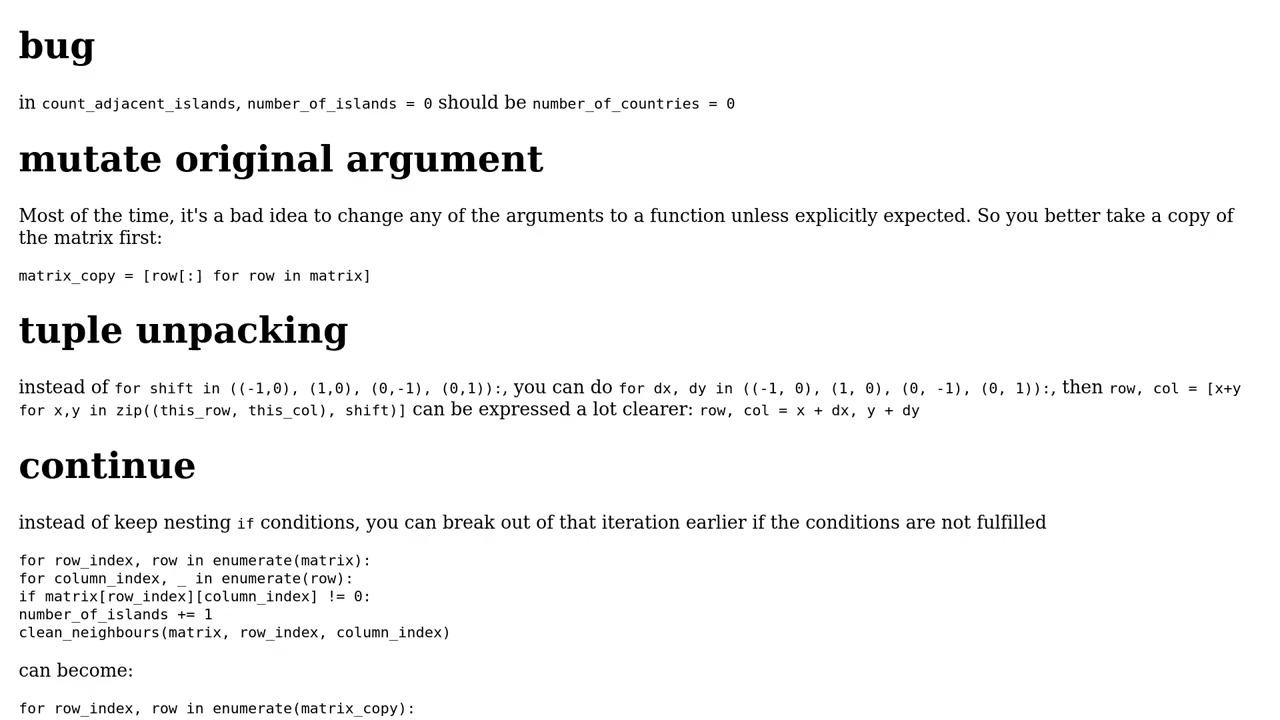 bug
in count_adjacent_islands, number_of_islands = 0 should be number_of_countries = 0
mutate original argument
Most of the time, it's a bad idea to change any of the arguments to a function unless explicitly expected. So you better take a copy of
the matrix first:
matrix_copy = [row[:] for row in matrix]
tuple unpacking
instead of for shift in ((-1,0), (1,0), (0,-1), (0,1)):, you can do for dx, dy in ((-1, 0), (1, 0), (0, -1), (0, 1)):, then row, col = [x+y
for x,y in zip((this_row, this_col), shift)] can be expressed a lot clearer: row, col = x + dx, y + dy
continue
instead of keep nesting if conditions, you can break out of that iteration earlier if the conditions are not fulfilled
for row_index, row in enumerate(matrix):
for column_index, _ in enumerate(row):
if matrix[row_index][column_index] != 0:
number_of_islands += 1
clean_neighbours(matrix, row_index, column_index)
can become:
for row_index, row in enumerate(matrix_copy):